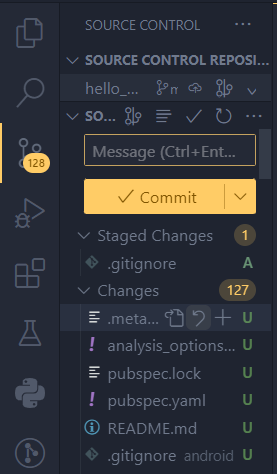 SOURCE CONTROL
SOURCE CONTROL REPOSI...
hello_...
SO...
128
Message (Ctrl+Ent...
Commit
Staged Changes 1
.gitignore A
Changes 127
.meta... U
analysis_options... U
pubspec.lock U
pubspec.yaml U
README.md U
.gitignore android U